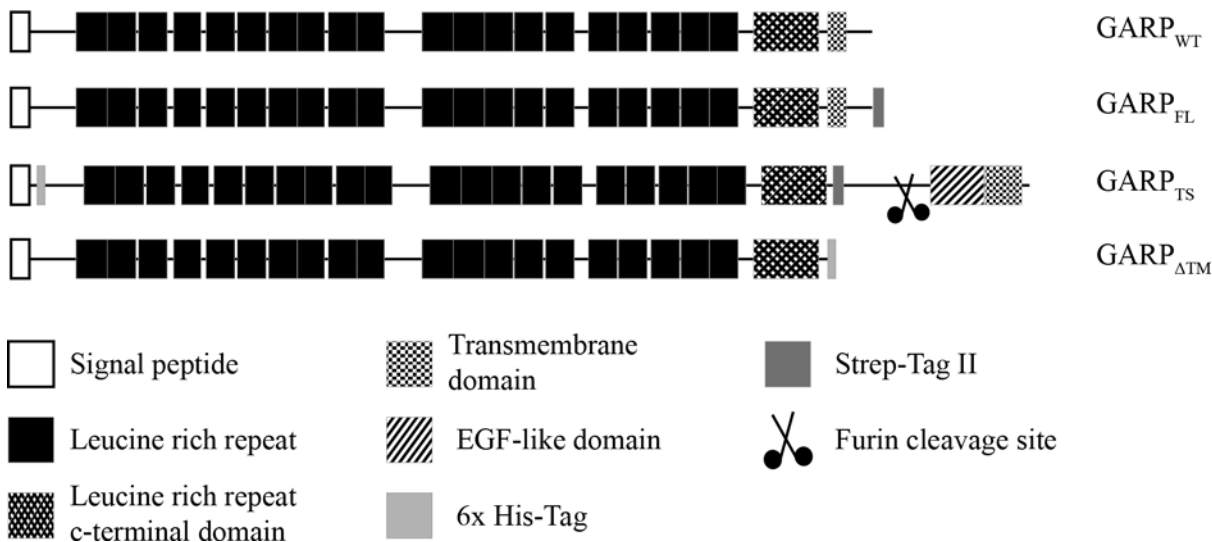 GARP_WT
GARP_FL
GARP_TS
GARP_ΔTM
Signal peptide
Transmembrane
domain
Strep-Tag II
Leucine rich repeat
EGF-like domain
Furin cleavage site
Leucine rich repeat
c-terminal domain
6x His-Tag